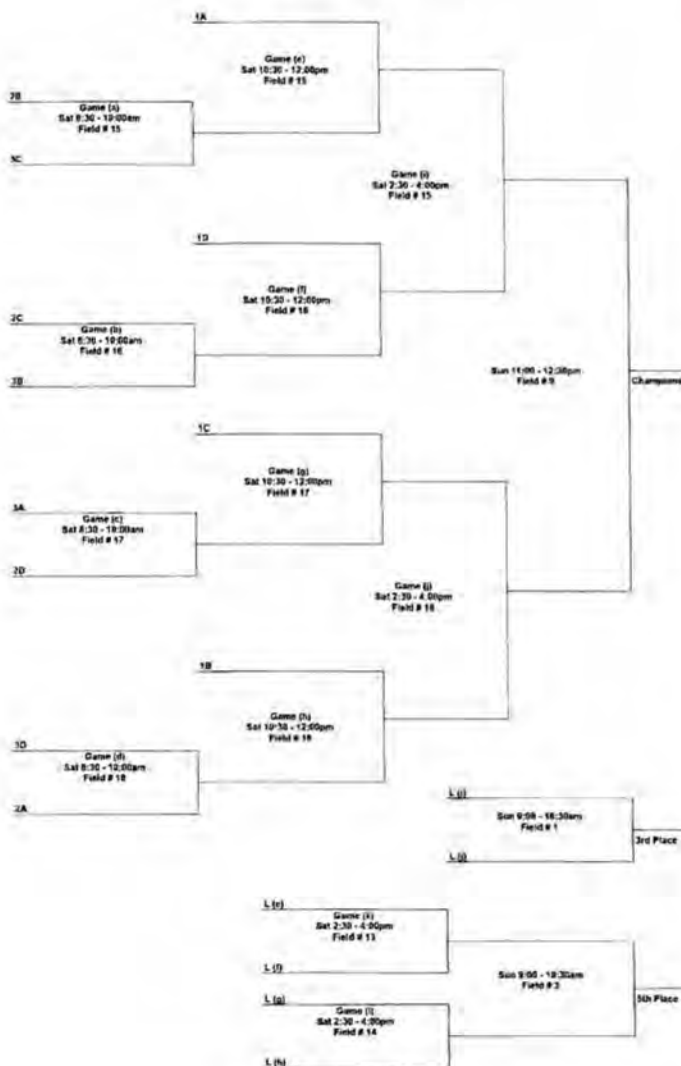 1A
Game (e)
Sat 10:30 - 12:00pm
Field # 15
2B
Game (a)
Sat 8:30 - 10:00am
Field # 15
3C
Game (i)
Sat 2:30 - 4:00pm
Field # 15
1D
Game (f)
Sat 10:30 - 12:00pm
Field # 16
2C
Game (b)
Sat 8:30 - 10:00am
Field # 16
3B
Sun 11:00 - 12:30pm
Field # 9
Champions
1C
Game (g)
Sat 10:30 - 12:00pm
Field # 17
3A
Game (c)
Sat 8:30 - 10:00am
Field # 17
2D
Game (j)
Sat 2:30 - 4:00pm
Field # 16
1B
Game (h)
Sat 10:30 - 12:00pm
Field #
3D
Game (d)
Sat 8:30 - 10:00am
Field # 18
2A
L (i)
Sun 9:00 - 10:30am
Field # 1
3rd Place
L (j)
L (e)
Game (k)
Sat 2:30 - 4:00pm
Field # 13
L (f)
Sun 9:00 - 10:30am
Field # 3
5th Place
L (g)
Game (l)
Sat 2:30 - 4:00pm
Field # 14
L (h)